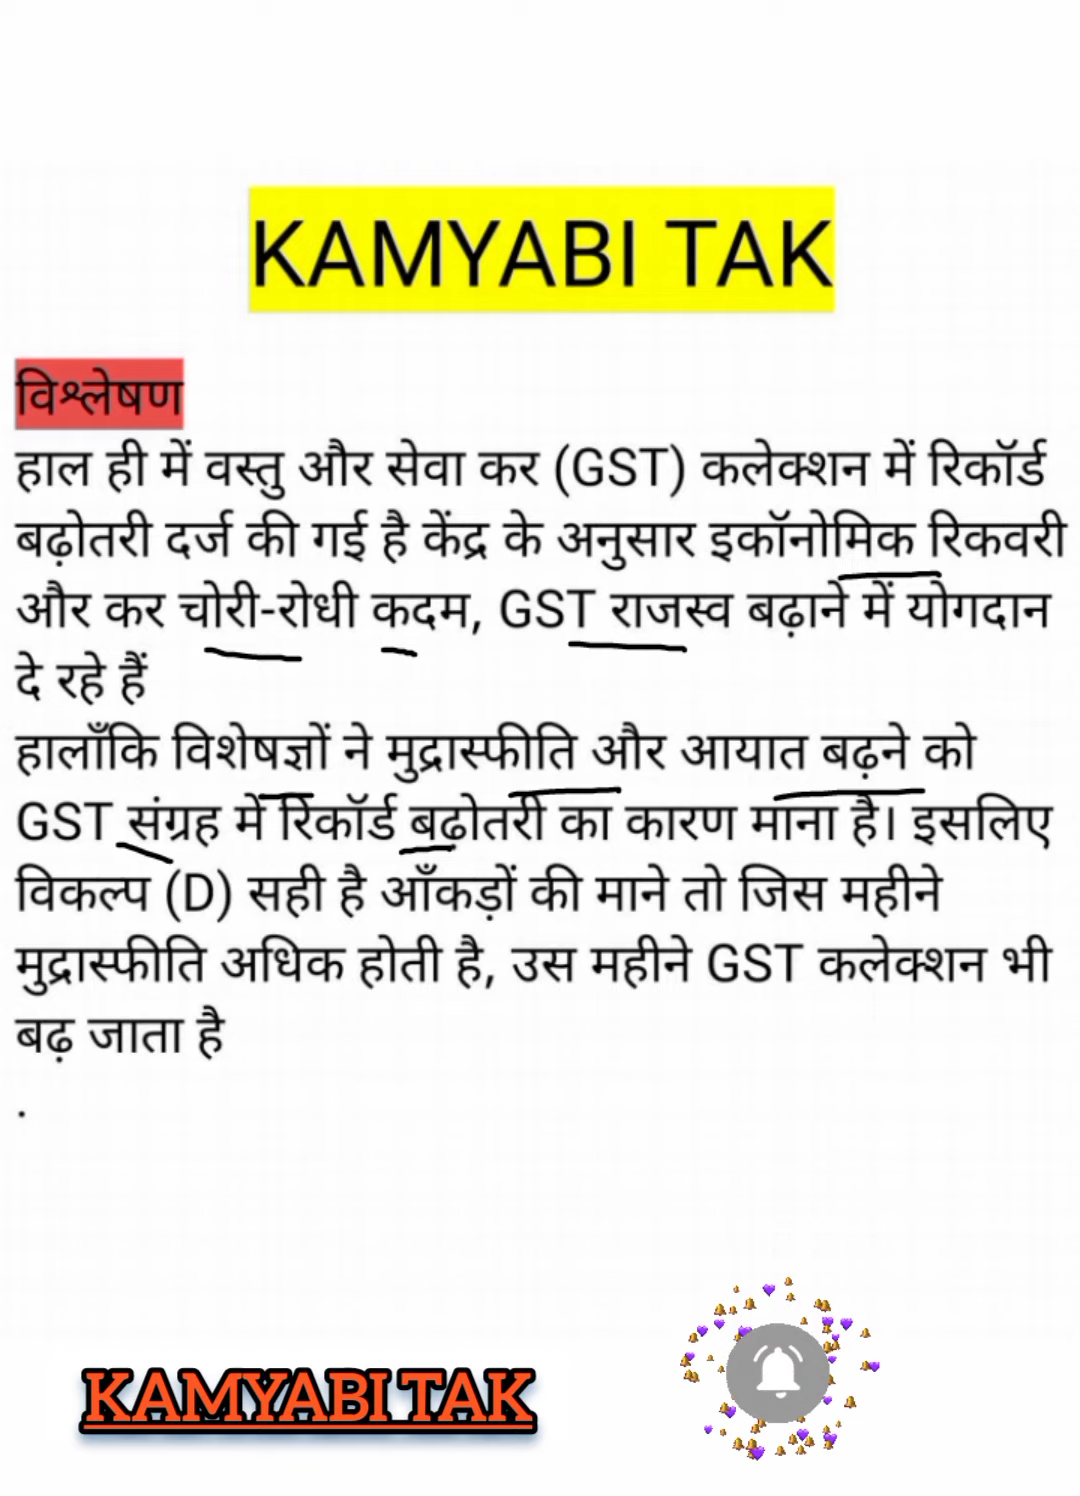 KAMYABI TAK
विश्लेषण
हाल ही में वस्तु और सेवा कर (GST) कलेक्शन में रिकॉर्ड
बढ़ोतरी दर्ज की गई है केंद्र के अनुसार इकॉनोमिक रिकवरी
और कर चोरी-रोधी कदम, GST राजस्व बढ़ाने में योगदान
दे रहे हैं
हालाँकि विशेषज्ञों ने मुद्रास्फीति और आयात बढ़ने को
GST संग्रह में रिकॉर्ड बढ़ोतरी का कारण माना है। इसलिए
विकल्प (D) सही है आँकड़ों की माने तो जिस महीने
मुद्रास्फीति अधिक होती है, उस महीने GST कलेक्शन भी
बढ़ जाता है
.
KAMYABI TAK